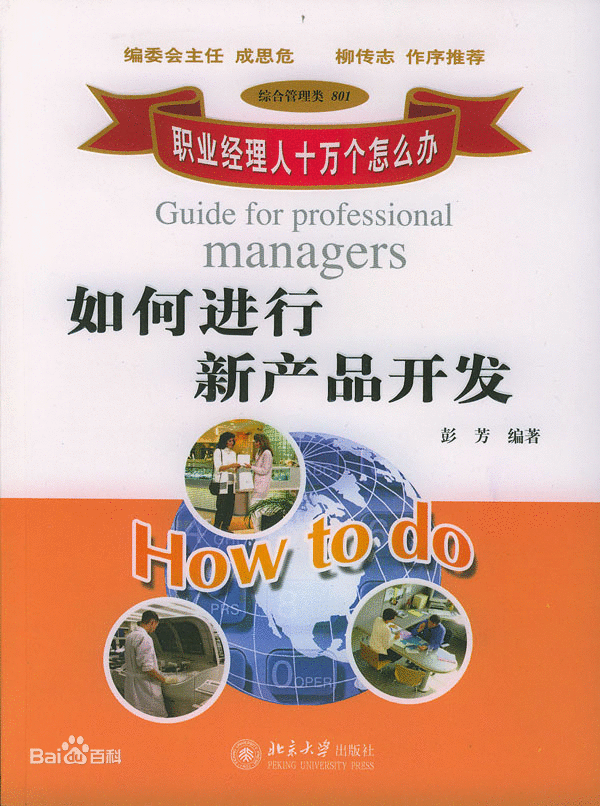 编委会主任 成思危 柳传志 作序推荐
综合管理类 801
职业经理人十万个怎么办
Guide for professional
managers
如何进行
新产品开发
彭芳 编著
How to do
PRS
OPER
Bai du 百科
北京大学出版社
PEKING UNIVERSITY PRESS